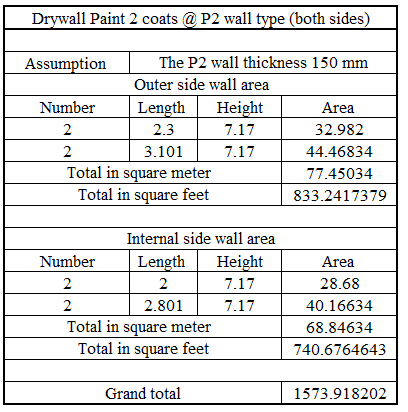 Drywall Paint 2 coats @ P2 wall type (both sides)
Assumption The P2 wall thickness 150 mm
Outer side wall area
Number Length Height Area
2 2.3 7.17 32.982
2 3.101 7.17 44.46834
Total in square meter 77.45034
Total in square feet 833.2417379
Internal side wall area
Number Length Height Area
2 2 7.17 28.68
2 2.801 7.17 40.16634
Total in square meter 68.84634
Total in square feet 740.6764643
Grand total 1573.918202